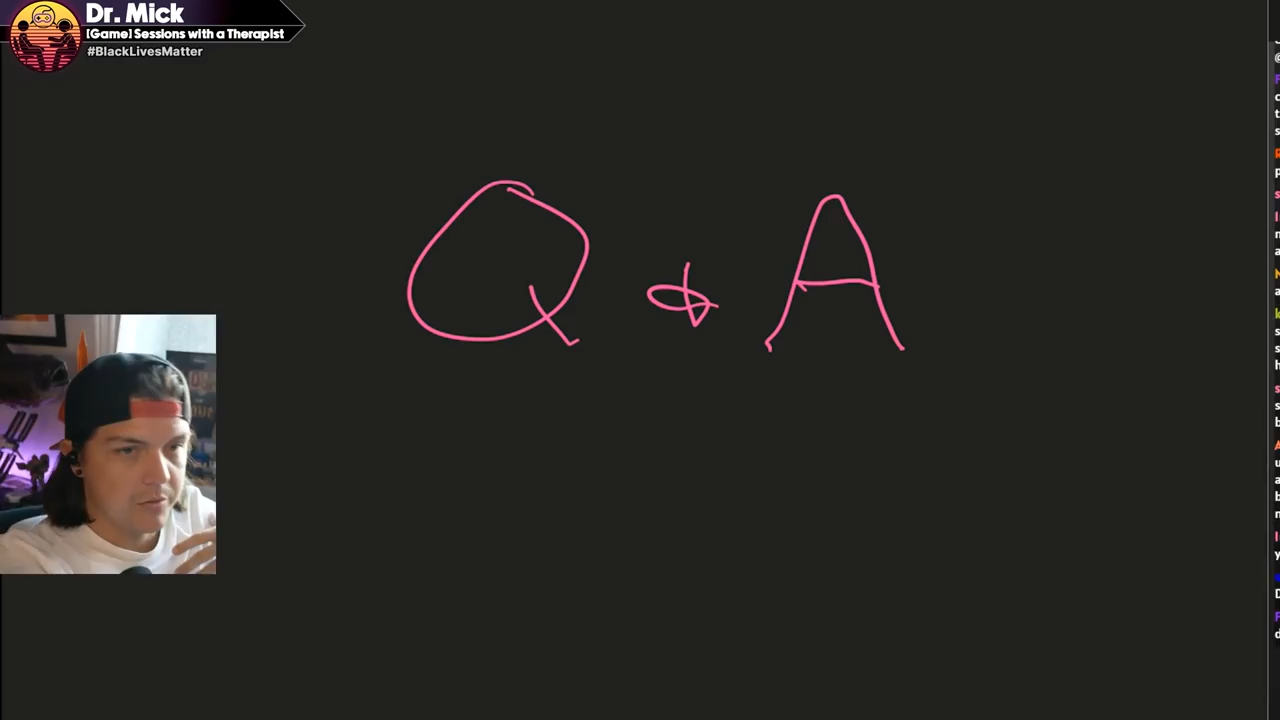 Dr. Mick
[Game] Sessions with a Therapist
#BlackLivesMatter
Q & A